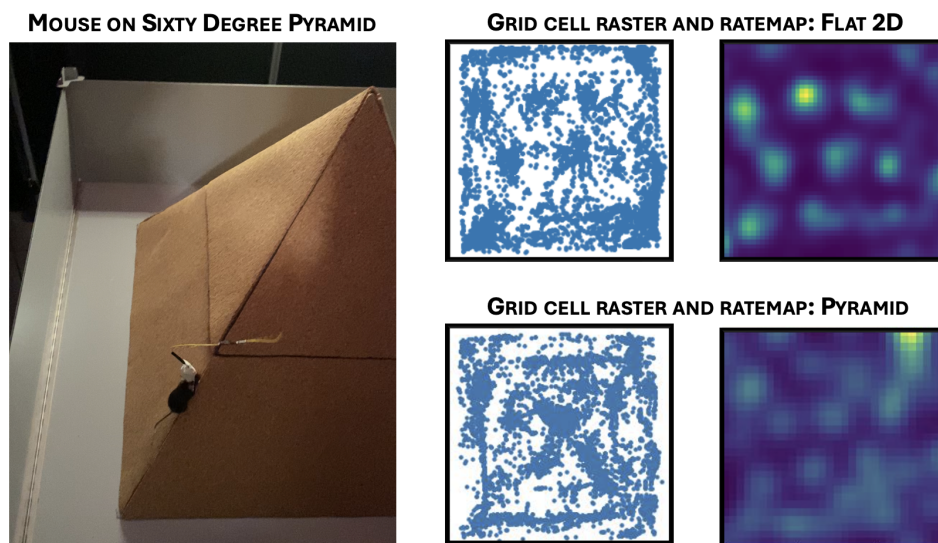 MOUSE ON SIXTY DEGREE PYRAMID
GRID CELL RASTER AND RATEMAP: FLAT 2D
GRID CELL RASTER AND RATEMAP: PYRAMID